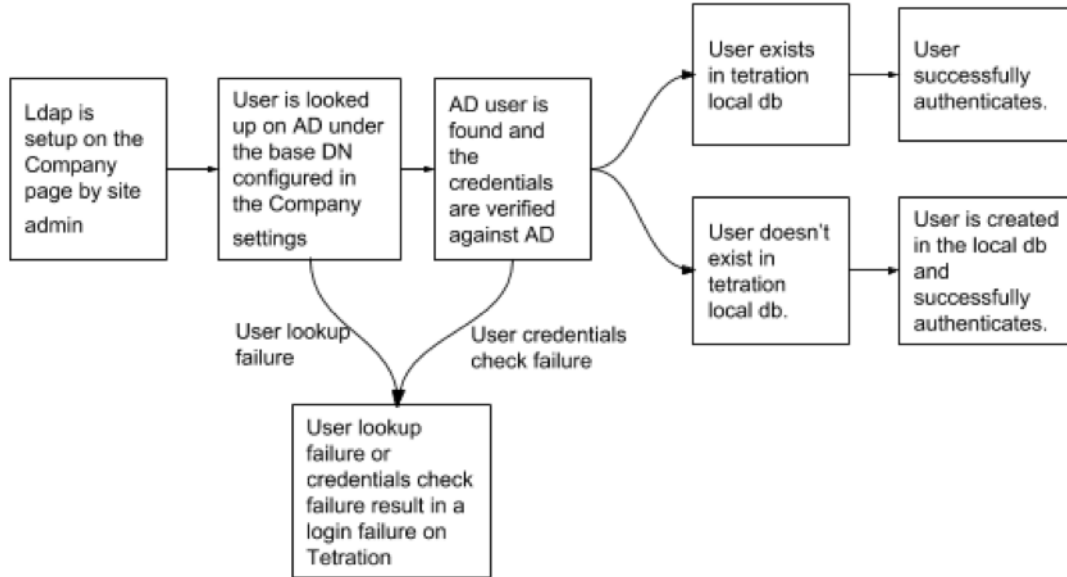 Ldap is
setup on the
Company
page by site
admin
User is looked
up on AD under
the base DN
configured in
the Company
settings
AD user is
found and
the
credentials
are verified
against AD
User exists
in tetration
local db
User
successfully
authenticates.
User doesn't
exist in
tetration
local db.
User is created
in the local db
and
successfully
authenticates.
User lookup
failure
User credentials
check failure
User lookup
failure or
credentials check
failure result in a
login failure on
Tetration